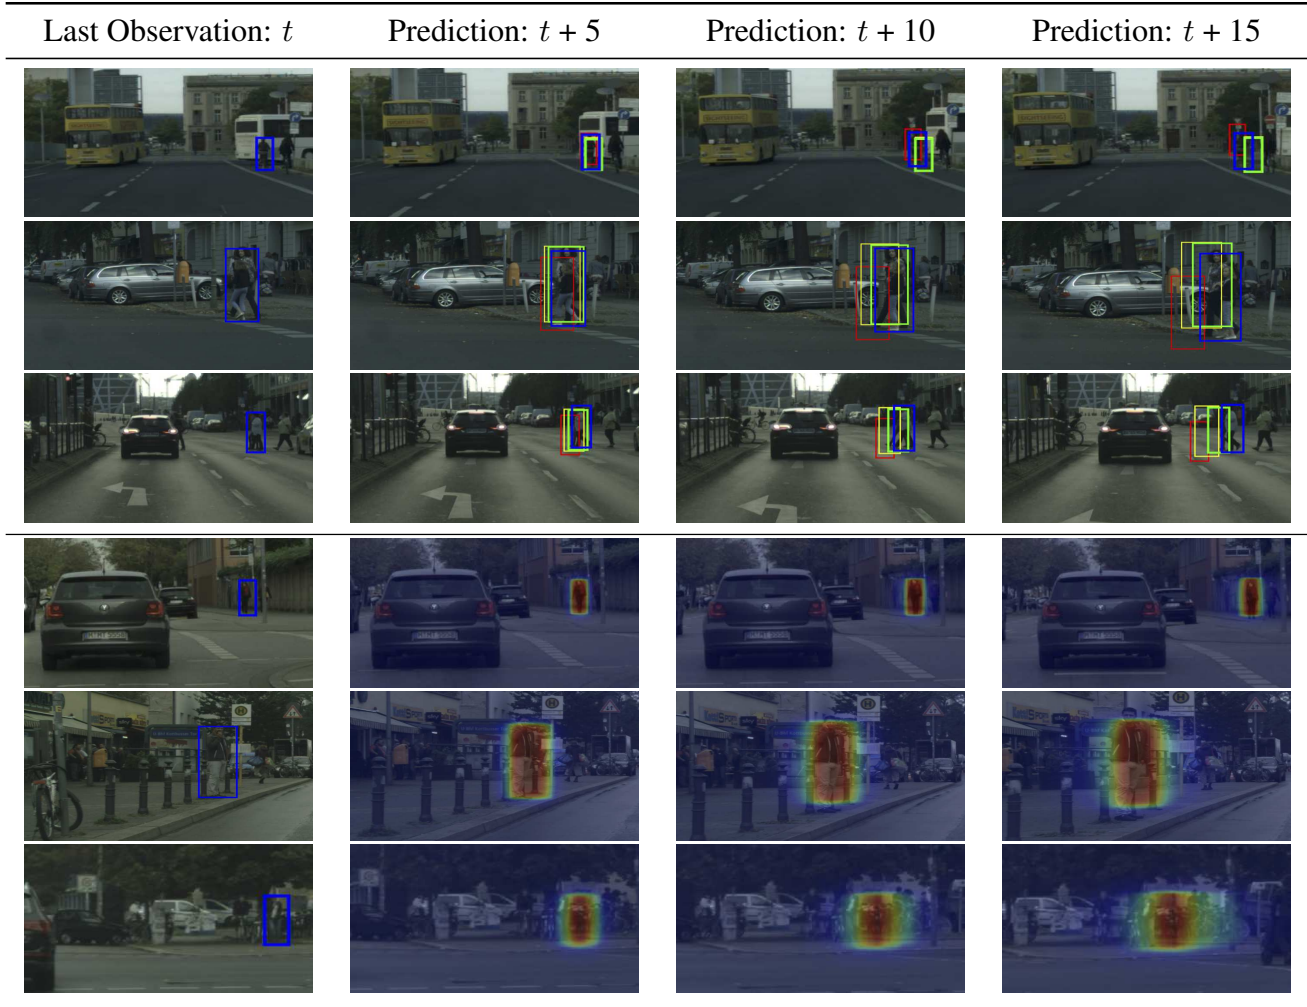 Last Observation: t
Prediction: t + 5
Prediction: t + 10
Prediction: t + 15